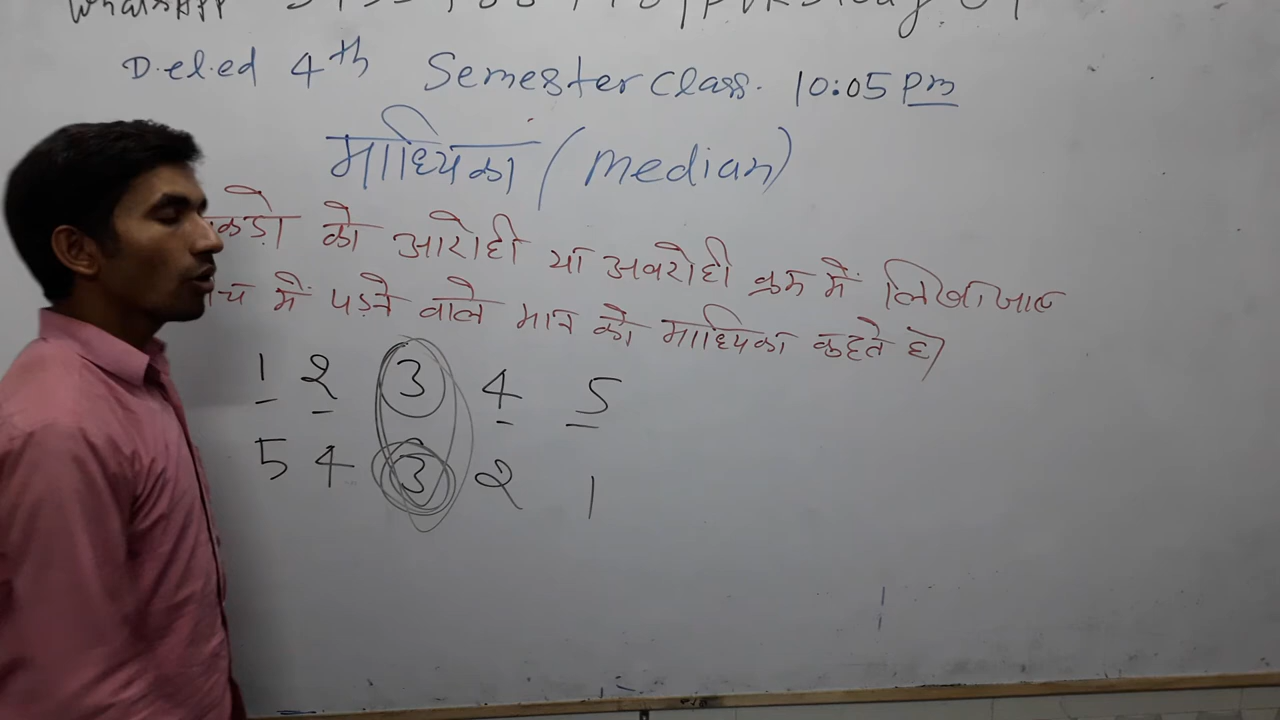 WhatsApp
D.el.ed 4th Semester Class. 10:05 Pm
माध्यिका (median)
को आरोही या अवरोही क्रम में लिखा जाए
में पड़ने वाले मान को माध्यिका कहते है
1 2 3 4 5
5 4 3 2 1